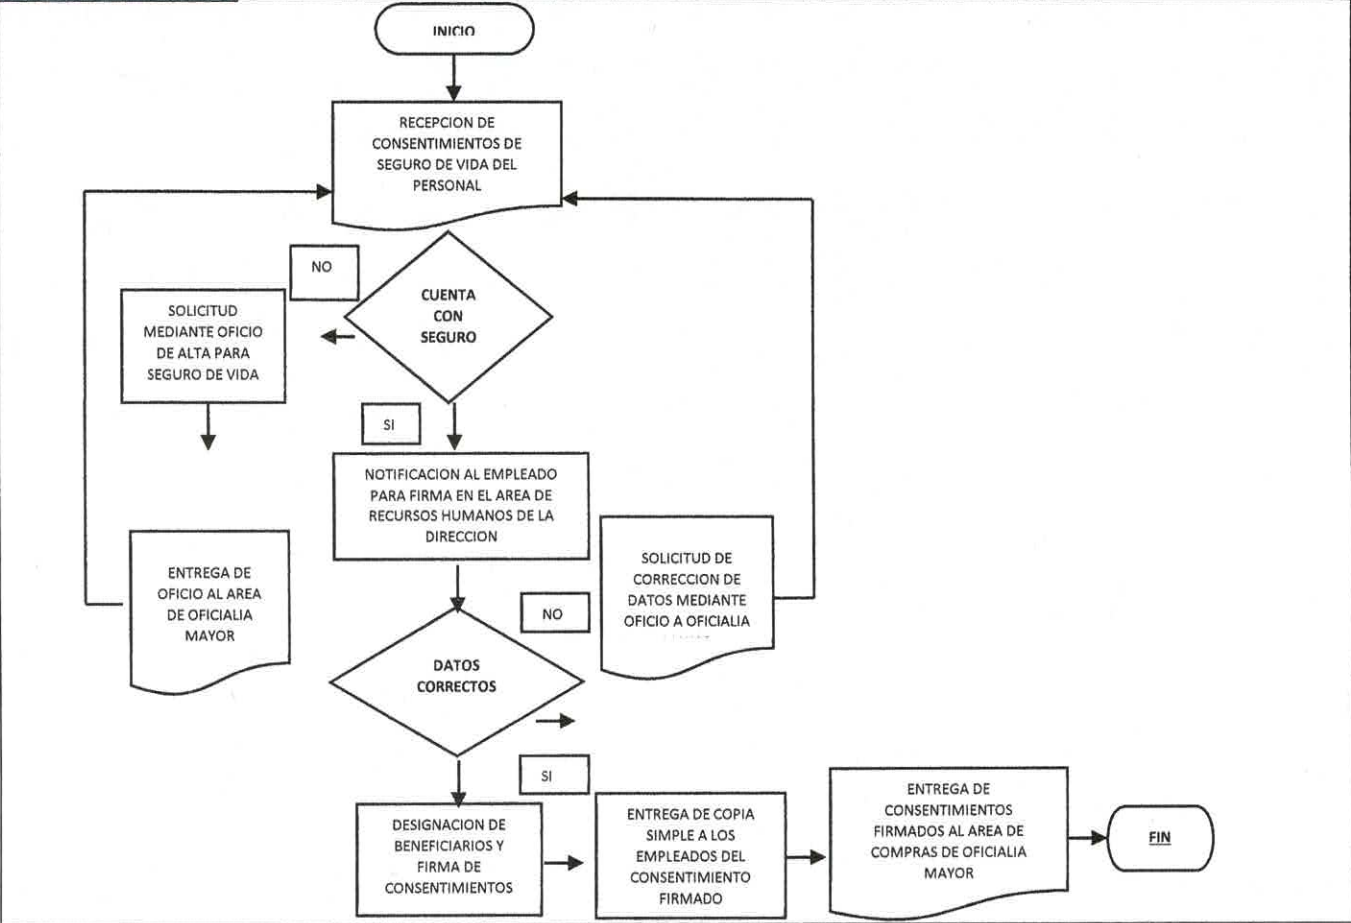 INICIO
RECEPCION DE
CONSENTIMIENTOS DE
SEGURO DE VIDA DEL
PERSONAL
NO
CUENTA
CON
SEGURO
SOLICITUD
MEDIANTE OFICIO
DE ALTA PARA
SEGURO DE VIDA
SI
NOTIFICACION AL EMPLEADO
PARA FIRMA EN EL AREA DE
RECURSOS HUMANOS DE LA
DIRECCION
ENTREGA DE
OFICIO AL AREA
DE OFICIALIA
MAYOR
NO
SOLICITUD DE
CORRECCION DE
DATOS MEDIANTE
OFICIO A OFICIALIA
DATOS
CORRECTOS
SI
DESIGNACION DE
BENEFICIARIOS Y
FIRMA DE
CONSENTIMIENTOS
ENTREGA DE COPIA
SIMPLE A LOS
EMPLEADOS DEL
CONSENTIMIENTO
FIRMADO
ENTREGA DE
CONSENTIMIENTOS
FIRMADOS AL AREA DE
COMPRAS DE OFICIALIA
MAYOR
FIN